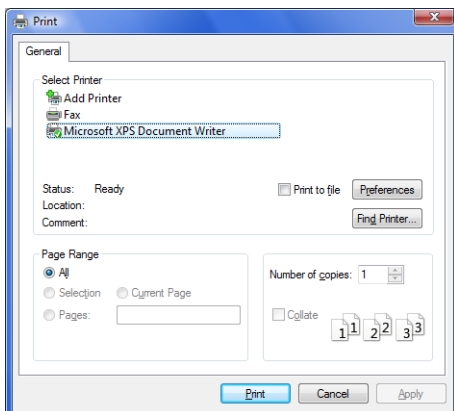 Print
General
Select Printer
Add Printer
Fax
Microsoft XPS Document Writer
Status: Ready
Print to file
Preferences
Location:
Comment:
Find Printer...
Page Range
All
Selection
Current Page
Pages:
Number of copies: 1
Collate
1 1 2 2 3 3
Print
Cancel
Apply